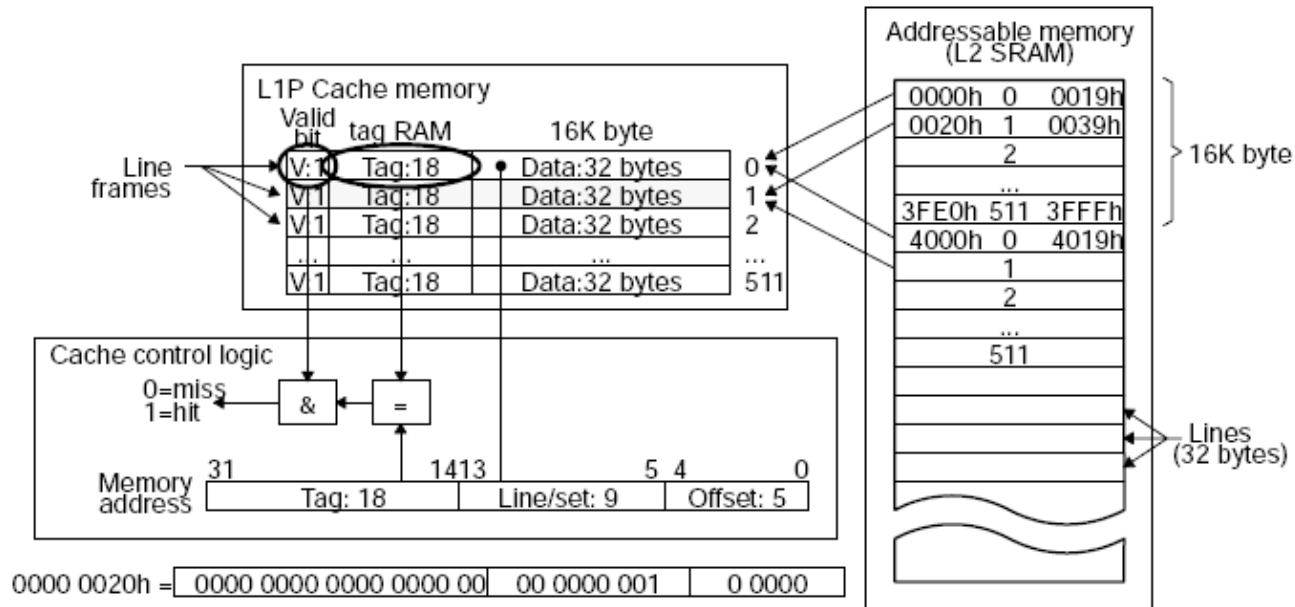 Addressable memory
(L2 SRAM)
0000h 0 0019h
0020h 1 0039h
2
...
3FE0h 511 3FFFh
4000h 0 4019h
1
2
...
511
16K byte
Lines
(32 bytes)
L1P Cache memory
Valid
bit
tag RAM
16K byte
Line
frames
V:1 Tag:18 Data:32 bytes 0
V:1 Tag:18 Data:32 bytes 1
V:1 Tag:18 Data:32 bytes 2
... ... ... ...
V:1 Tag:18 Data:32 bytes 511
Cache control logic
0=miss
1=hit
& =
31 1413 5 4 0
Memory
address
Tag: 18 Line/set: 9 Offset: 5
0000 0020h = 0000 0000 0000 0000 00 00 0000 001 0 0000